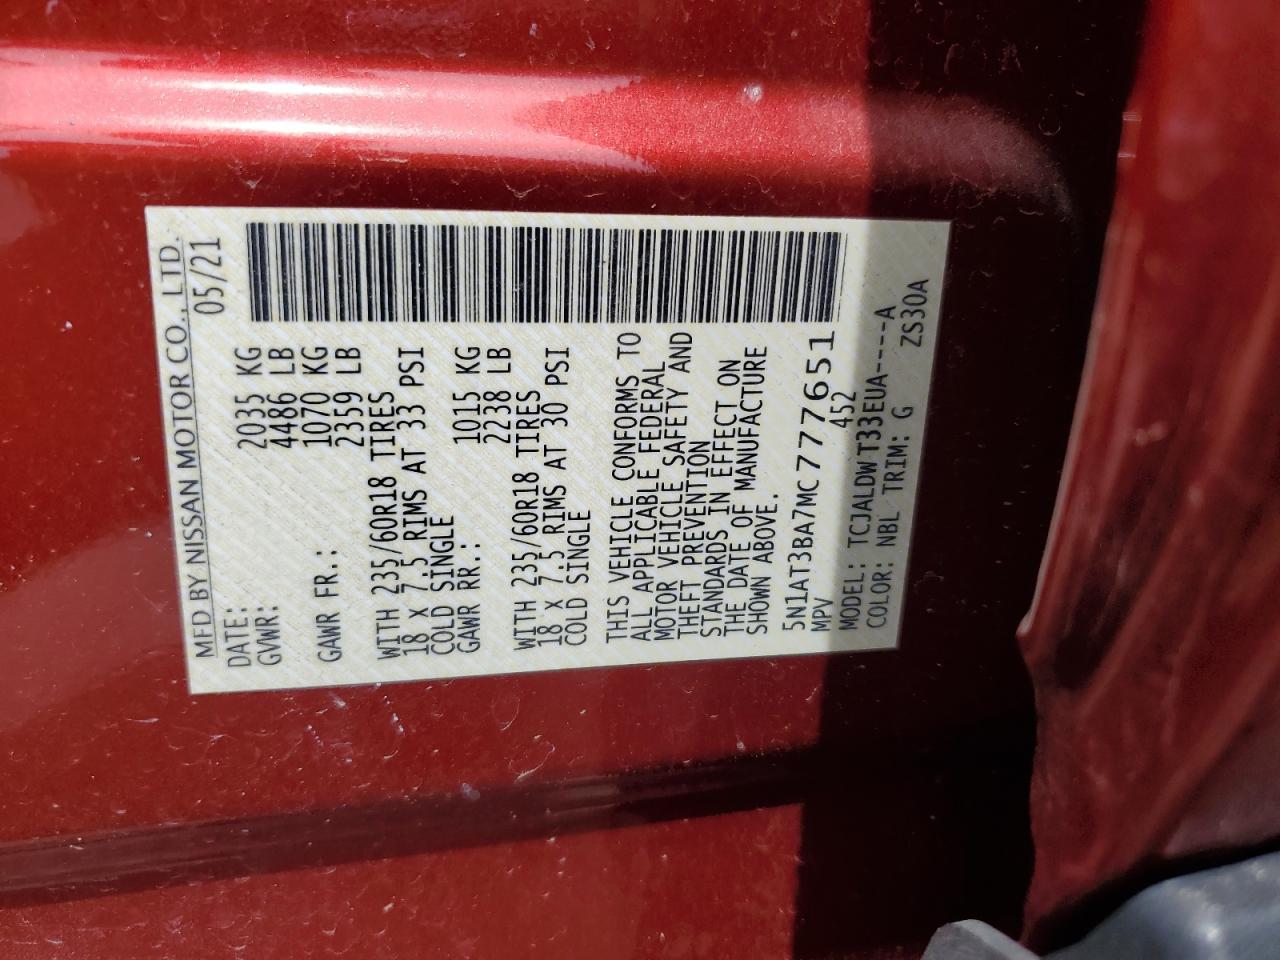 MFD BY NISSAN MOTOR CO., LTD.
DATE: 05/21
GVWR: 2035 KG
4486 LB
GAWR FR.: 1070 KG
2359 LB
WITH 235/60R18 TIRES
18 X 7.5 RIMS AT 33 PSI
COLD SINGLE
GAWR RR.: 1015 KG
2238 LB
WITH 235/60R18 TIRES
18 X 7.5 RIMS AT 30 PSI
COLD SINGLE
THIS VEHICLE CONFORMS TO
ALL APPLICABLE FEDERAL
MOTOR VEHICLE SAFETY AND
THEFT PREVENTION
STANDARDS IN EFFECT ON
THE DATE OF MANUFACTURE
SHOWN ABOVE.
5N1AT3BA7MC777651
MPV 452
MODEL: TCJALDW T33EUA----A
COLOR: NBL TRIM: G ZS30A